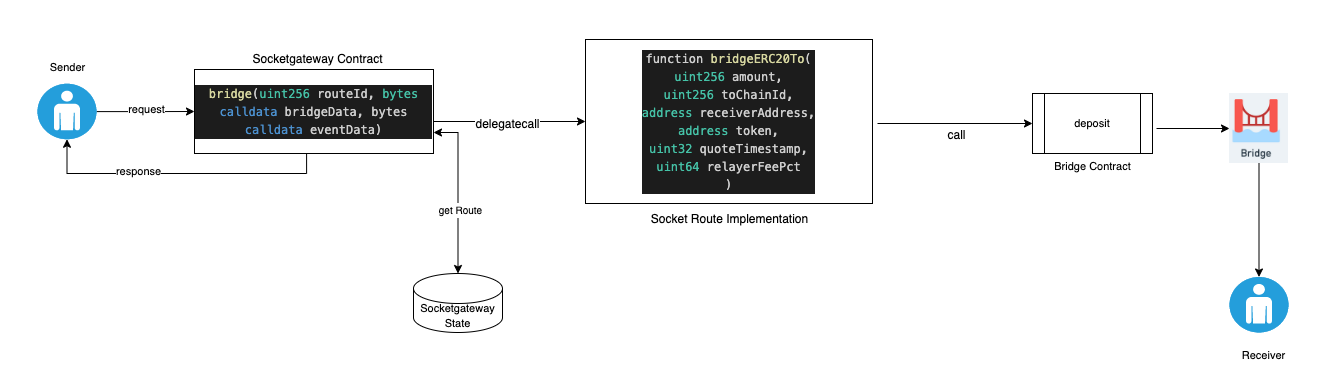 Sender
request
response
Socketgateway Contract
bridge(uint256 routeId, bytes
calldata bridgeData, bytes
calldata eventData)
delegatecall
get Route
Socketgateway
State
function bridgeERC20To(
uint256 amount,
uint256 toChainId,
address receiverAddress,
address token,
uint32 quoteTimestamp,
uint64 relayerFeePct
)
Socket Route Implementation
call
deposit
Bridge Contract
Bridge
Receiver